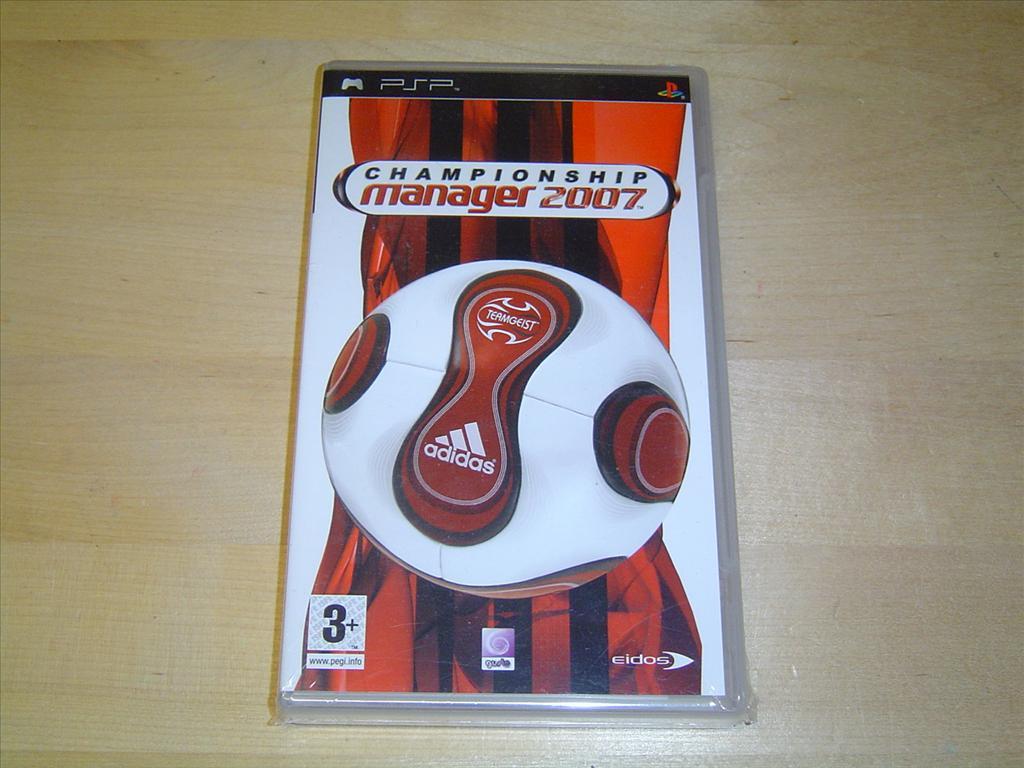 PSP
CHAMPIONSHIP
manager 2007
TEAMGEIST
adidas
3+
www.pegi.info
eidos